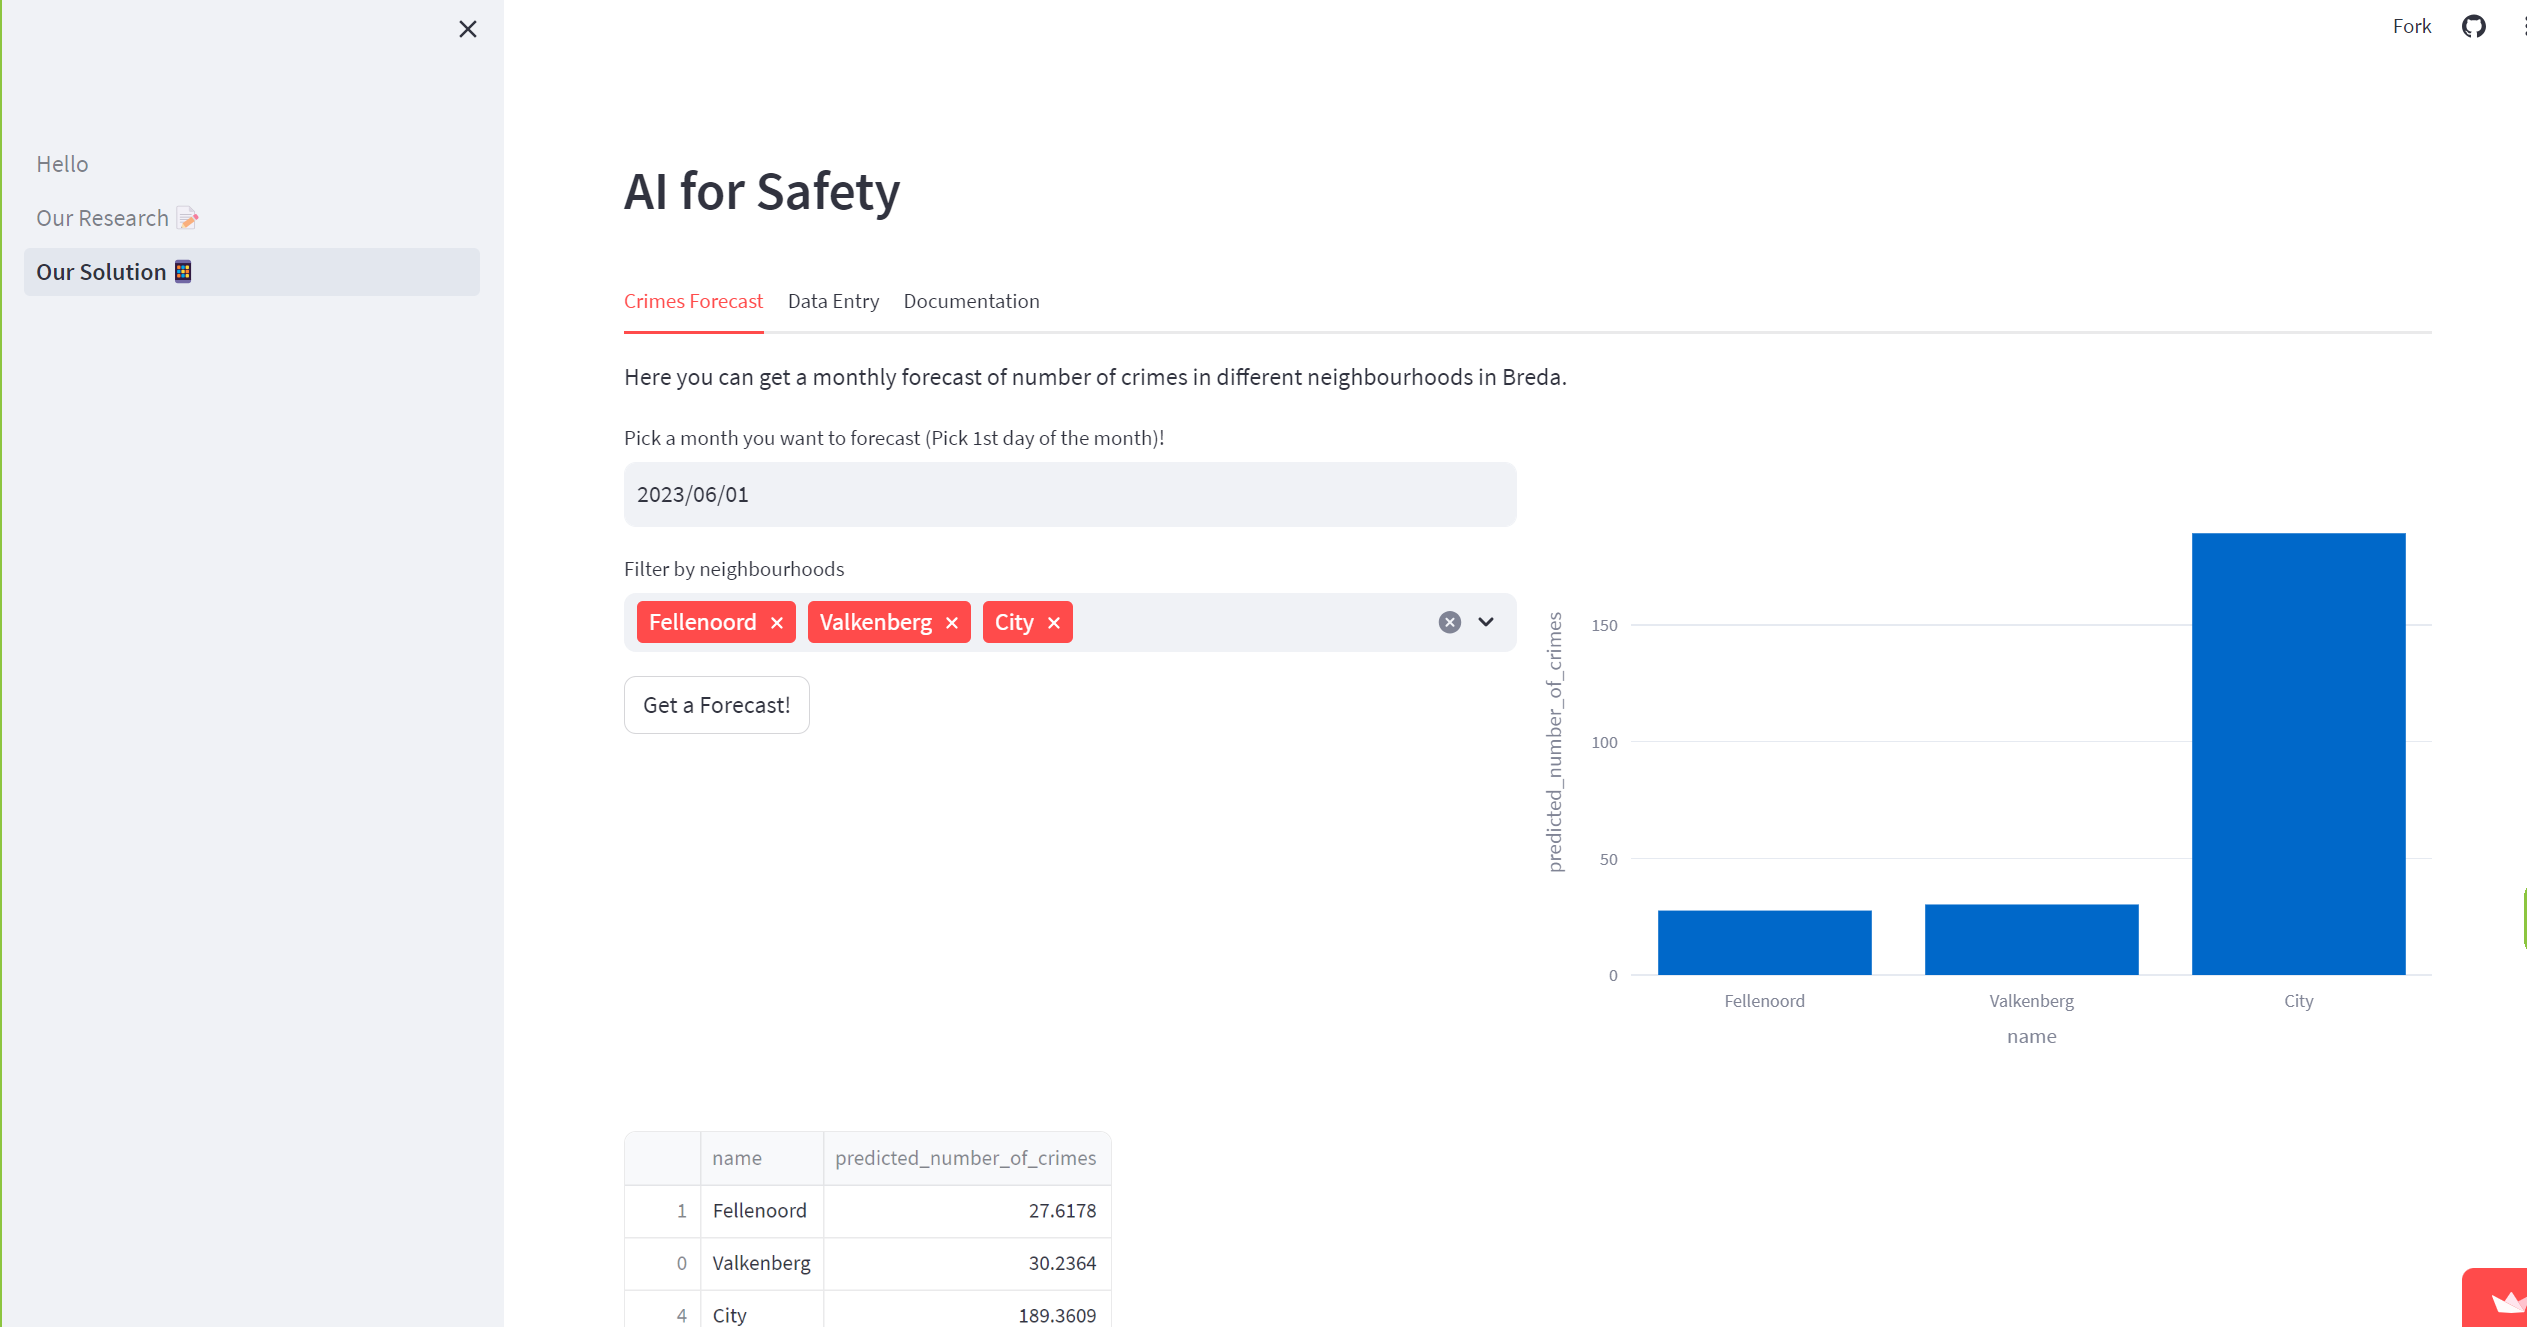 Fork
Hello
Our Research
Our Solution
AI for Safety
Crimes Forecast Data Entry Documentation
Here you can get a monthly forecast of number of crimes in different neighbourhoods in Breda.
Pick a month you want to forecast (Pick 1st day of the month)!
2023/06/01
Filter by neighbourhoods
Fellenoord Valkenberg City
Get a Forecast!
predicted_number_of_crimes
150
100
50
0
Fellenoord Valkenberg City
name
name predicted_number_of_crimes
1 Fellenoord 27.6178
0 Valkenberg 30.2364
4 City 189.3609